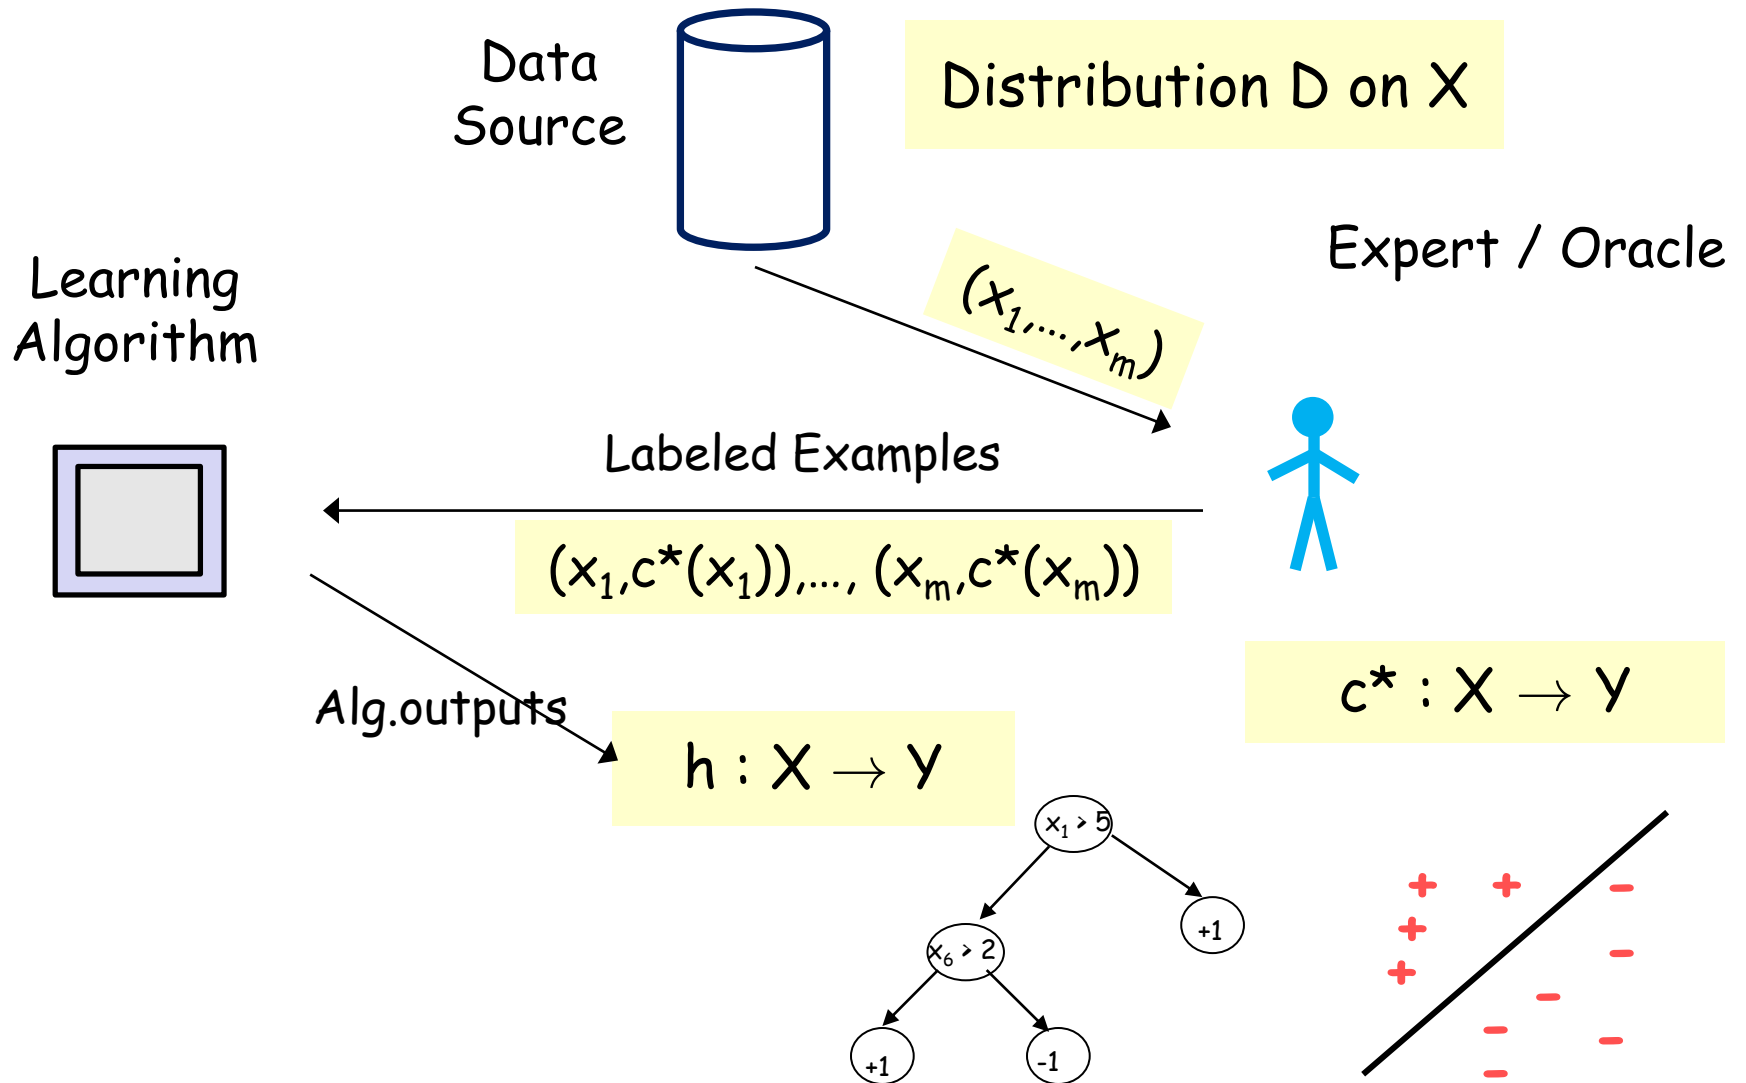 Data
Source
Distribution D on X
Expert / Oracle
Learning
Algorithm
(x₁,...,xₘ)
Labeled Examples
(x₁,c*(x₁)),..., (xₘ,c*(xₘ))
c* : X → Y
Alg.outputs
h : X → Y
x₁ > 5
+1
x₆ > 2
+1
-1
+ + −
+
−
+
−
−
−
−